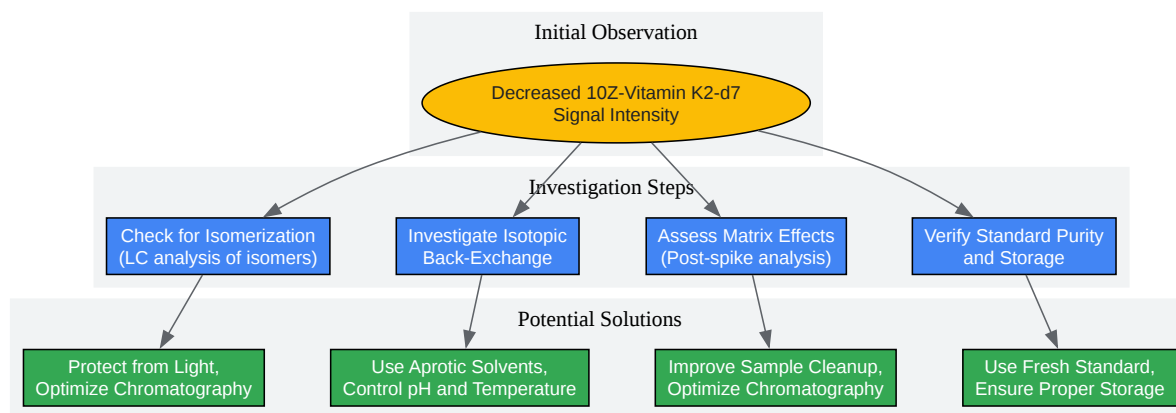 Initial Observation
Decreased 10Z-Vitamin K2-d7
Signal Intensity
Investigation Steps
Check for Isomerization
(LC analysis of isomers)
Investigate Isotopic
Back-Exchange
Assess Matrix Effects
(Post-spike analysis)
Verify Standard Purity
and Storage
Potential Solutions
Protect from Light,
Optimize Chromatography
Use Aprotic Solvents,
Control pH and Temperature
Improve Sample Cleanup,
Optimize Chromatography
Use Fresh Standard,
Ensure Proper Storage